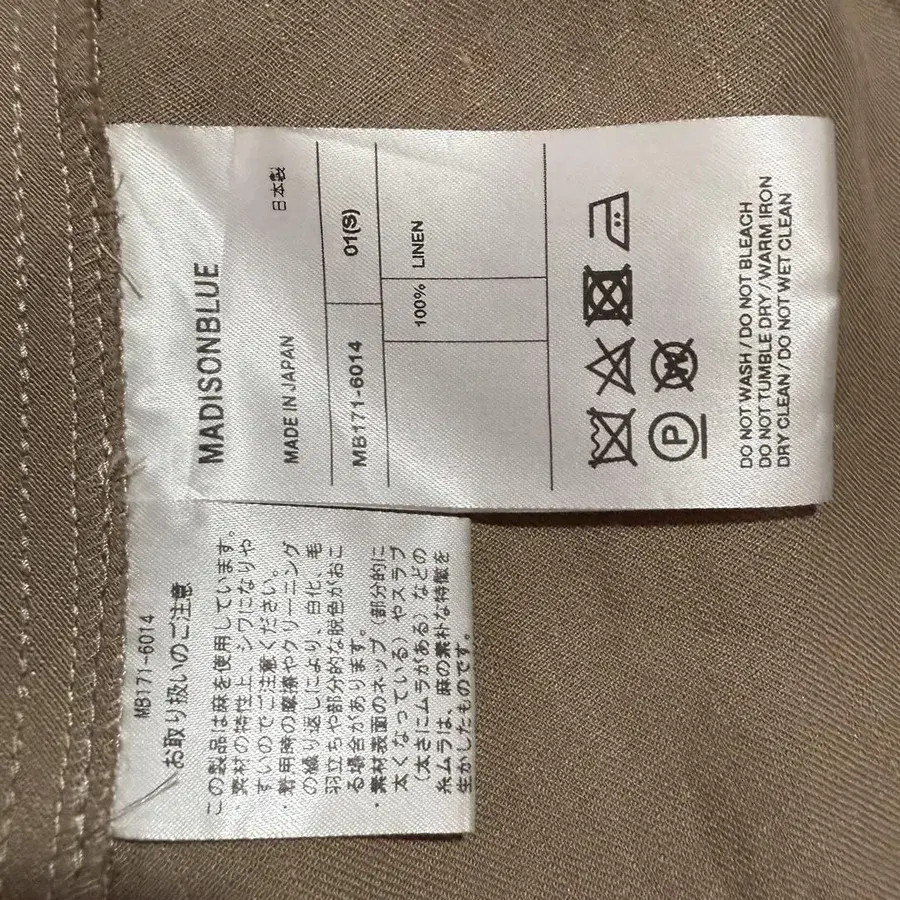 MADISONBLUE
MADE IN JAPAN 日本製
MB171-6014 01(S)
100% LINEN
P
W
DO NOT WASH / DO NOT BLEACH
DO NOT TUMBLE DRY / WARM IRON
DRY CLEAN / DO NOT WET CLEAN
MB171-6014
お取り扱いのご注意
この製品は麻を使用しています。
・素材の特性上、シワになりや
すいのでご注意ください。
・着用時の摩擦やクリーニング
の繰り返しにより、白化、毛
羽立ちや部分的な脱色がおこ
る場合があります。
・素材表面のネップ（部分的に
太くなっている）やスラブ
（太さにムラがある）などの
糸ムラは、麻の素朴な特徴を
生かしたものです。